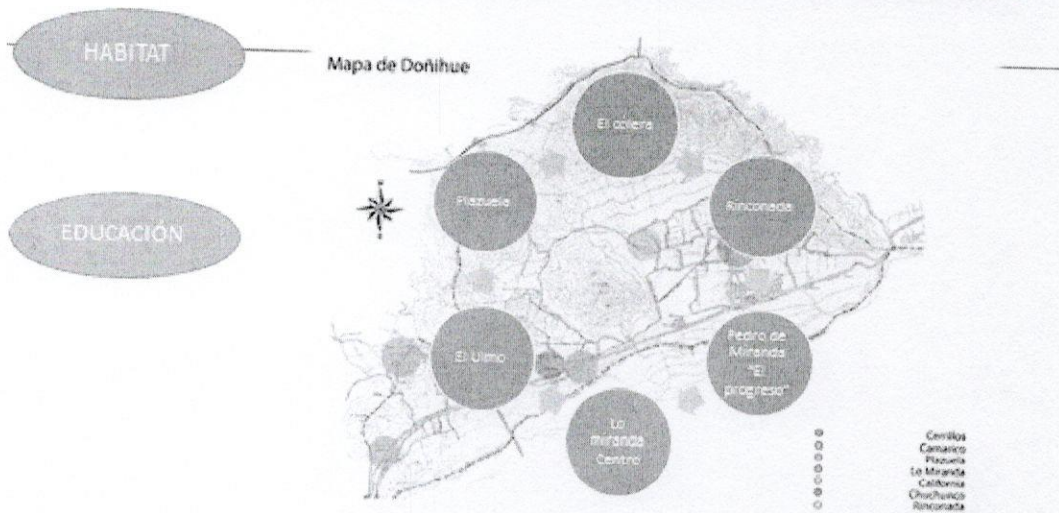 HABITAT
Mapa de Doñihue
EDUCACIÓN
El
Plazuela
Rinconada
El Ulmo
Pedro de
Miranda
"El
progreso"
Lo
miranda
Centro
Cerrillos
Camarico
Plazuela
Lo Miranda
California
Chuchunco
Rinconada